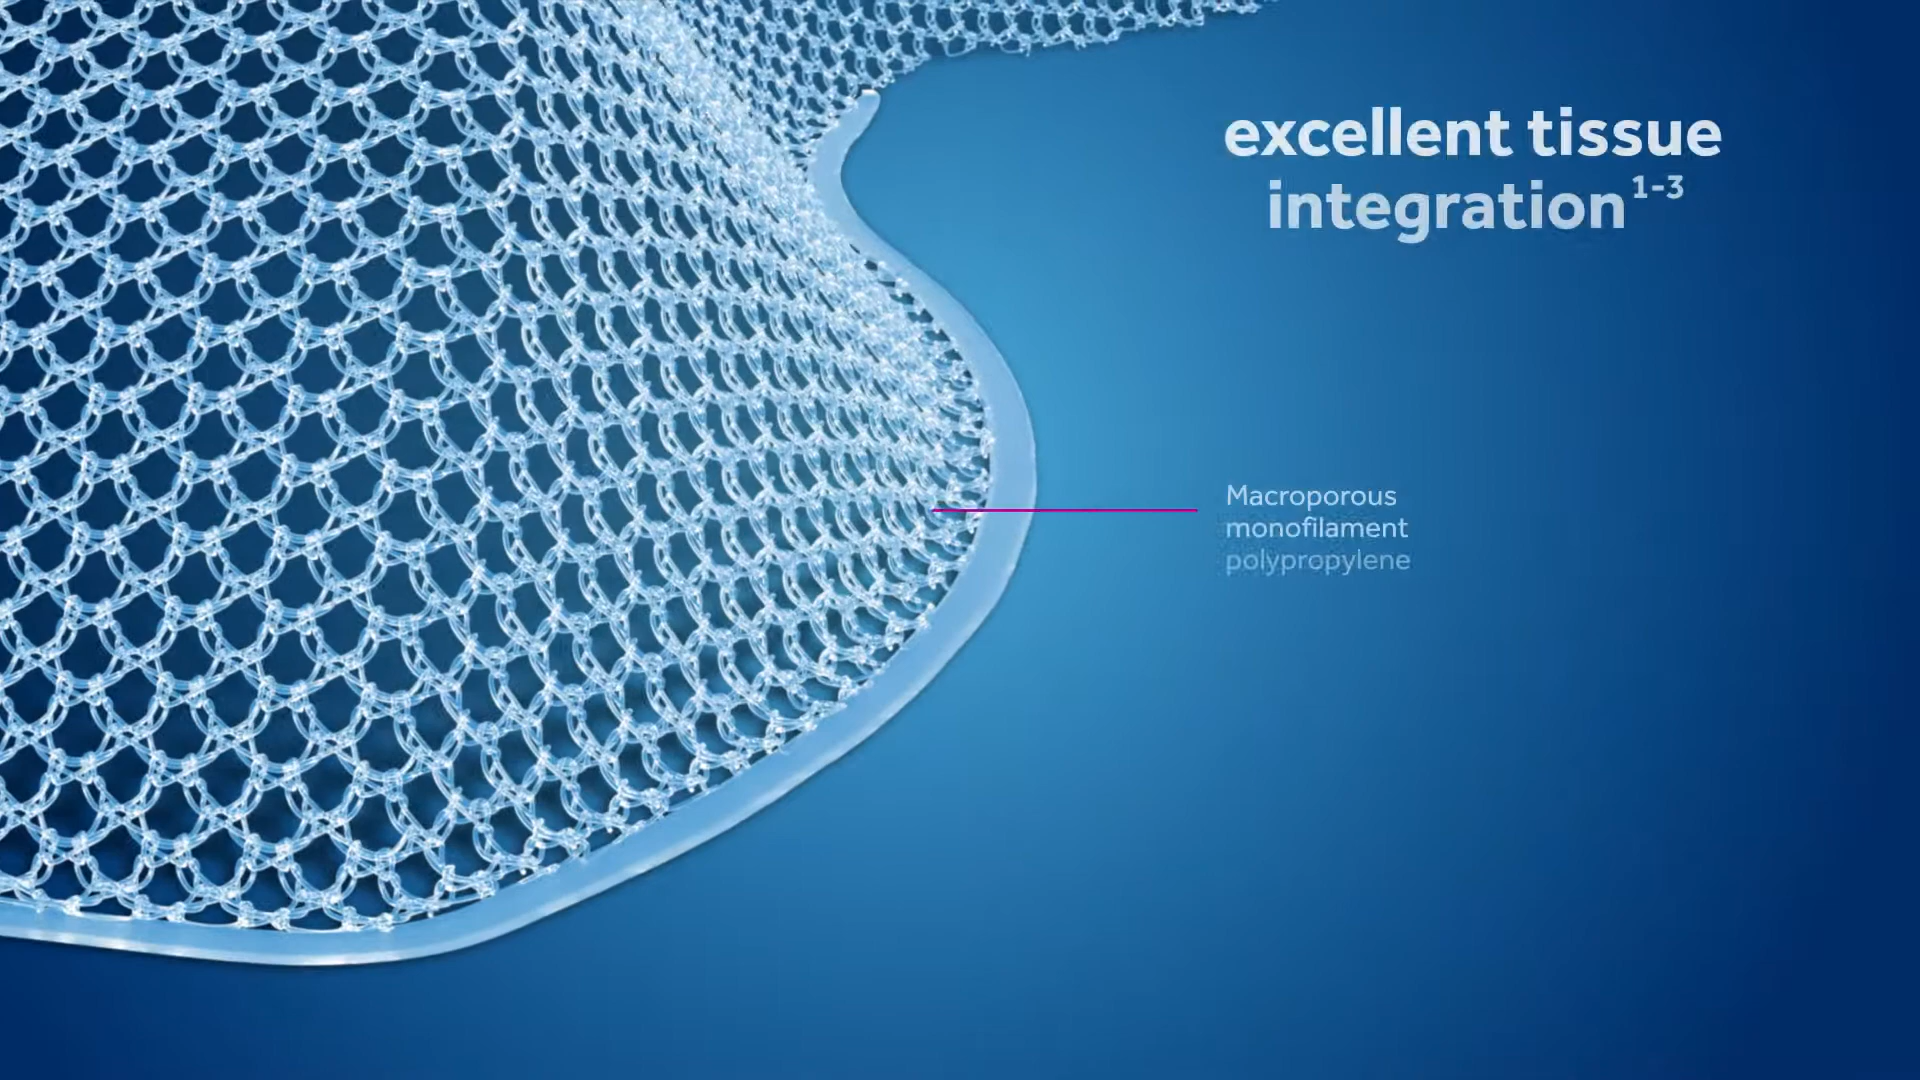 excellent tissue
integration¹⁻³
Macroporous
monofilament
polypropylene